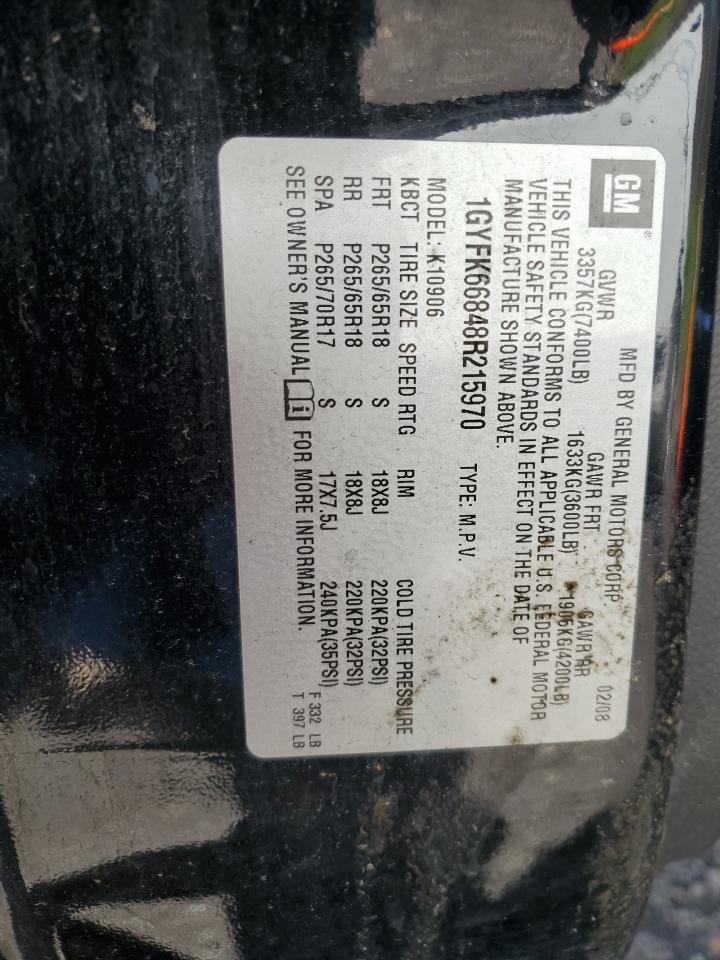 GM
MFD BY GENERAL MOTORS CORP 02/08
GVWR GAWR FRT GAWR RR
3357KG(7400LB) 1633KG(3600LB) 1905KG(4200LB)
THIS VEHICLE CONFORMS TO ALL APPLICABLE U.S. FEDERAL MOTOR
VEHICLE SAFETY STANDARDS IN EFFECT ON THE DATE OF
MANUFACTURE SHOWN ABOVE.
1GYFK66848R215970 TYPE: M.P.V.
MODEL: K10906
KBCT TIRE SIZE SPEED RTG RIM COLD TIRE PRESSURE
FRT P265/65R18 S 18X8J 220KPA(32PSI)
RR P265/65R18 S 18X8J 220KPA(32PSI)
SPA P265/70R17 S 17X7.5J 240KPA(35PSI)
SEE OWNER'S MANUAL i FOR MORE INFORMATION.
F 332 LB
T 397 LB